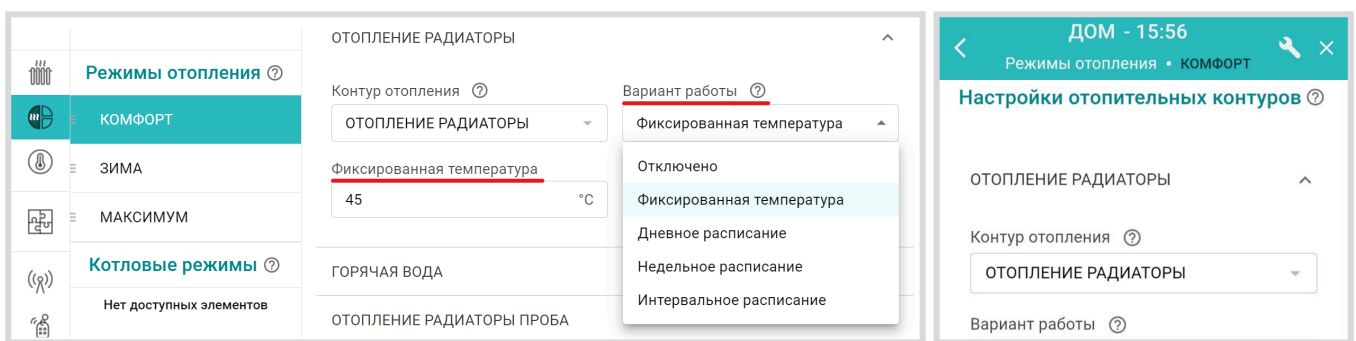 Режимы отопления
КОМФОРТ
ЗИМА
МАКСИМУМ
Котловые режимы
Нет доступных элементов
ОТОПЛЕНИЕ РАДИАТОРЫ
Контур отопления
ОТОПЛЕНИЕ РАДИАТОРЫ
Вариант работы
Фиксированная температура
Фиксированная температура
45 °C
Отключено
Фиксированная температура
Дневное расписание
Недельное расписание
Интервальное расписание
ГОРЯЧАЯ ВОДА
ОТОПЛЕНИЕ РАДИАТОРЫ ПРОБА
ДОМ - 15:56
Режимы отопления • КОМФОРТ
Настройки отопительных контуров
ОТОПЛЕНИЕ РАДИАТОРЫ
Контур отопления
ОТОПЛЕНИЕ РАДИАТОРЫ
Вариант работы